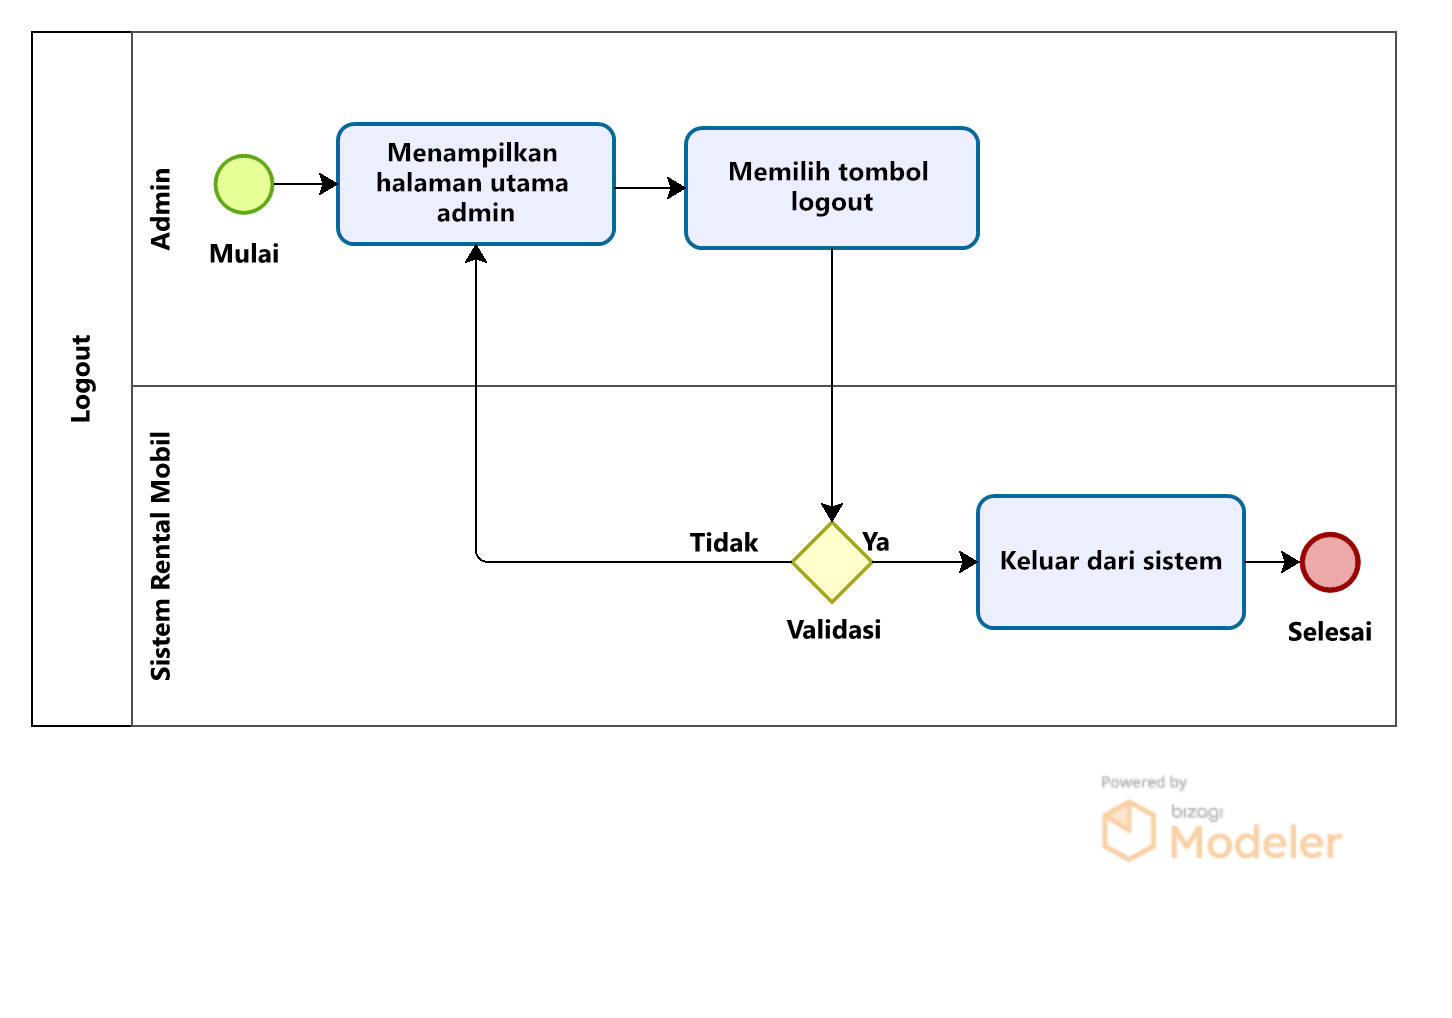 Logout
Admin
Mulai
Menampilkan
halaman utama
admin
Memilih tombol
logout
Sistem Rental Mobil
Tidak
Ya
Validasi
Keluar dari sistem
Selesai
Powered by
bizagi
Modeler